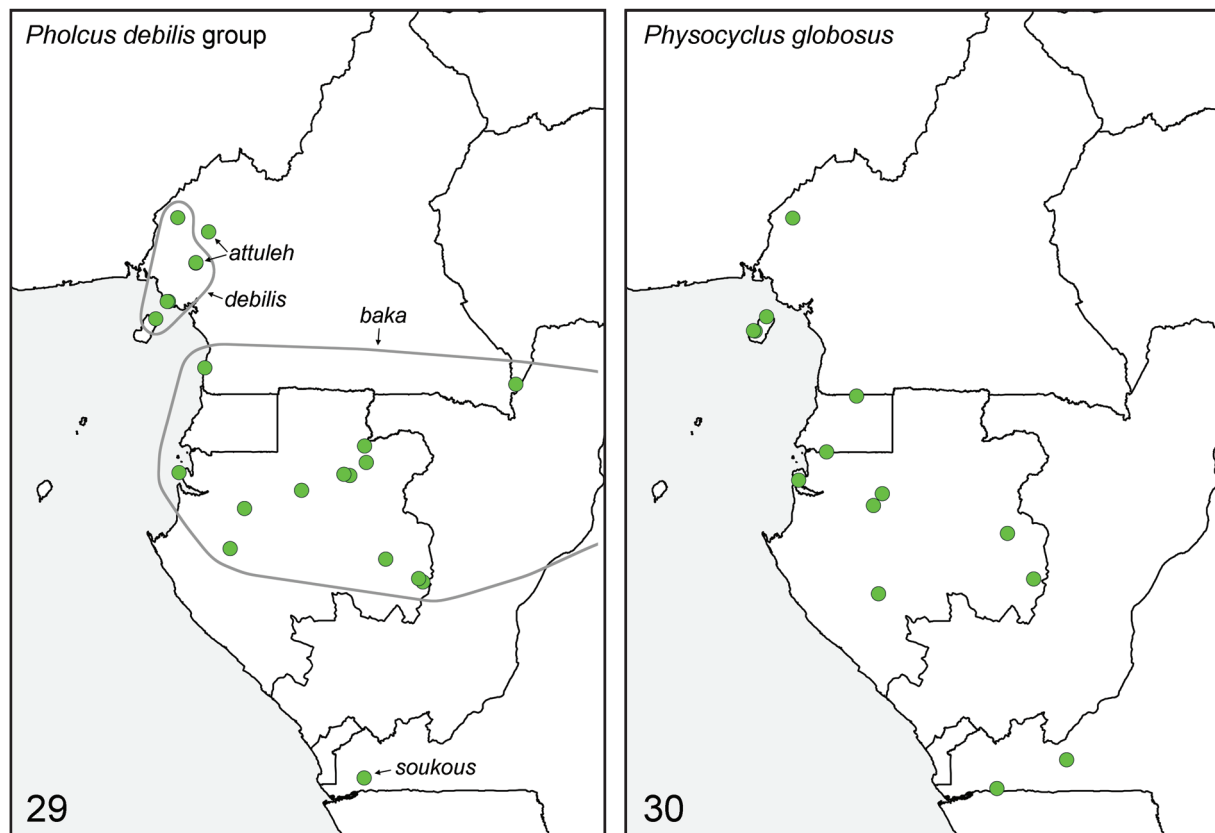 Pholcus debilis group
attuleh
debilis
baka
soukous
29
Physocyclus globosus
30